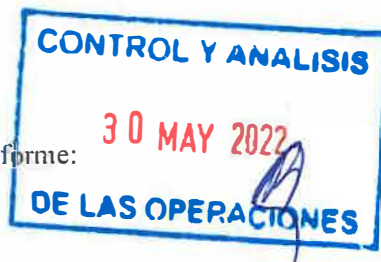 CONTROL Y ANALISIS
30 MAY 2022
forme:
DE LAS OPERACIONES